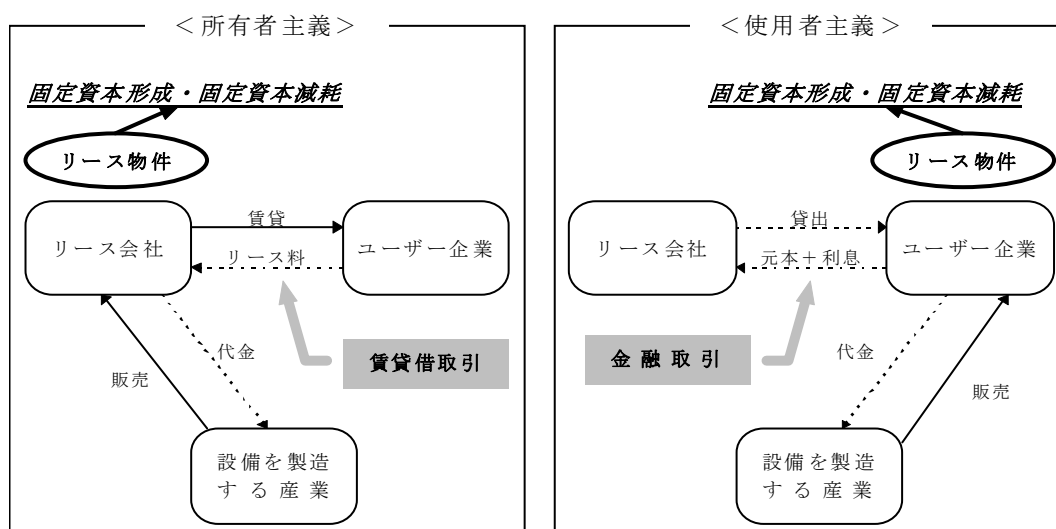 ＜所有者主義＞
固定資本形成・固定資本減耗
リース物件
リース会社
賃貸
リース料
ユーザー企業
代金
賃貸借取引
販売
設備を製造
する産業
＜使用者主義＞
固定資本形成・固定資本減耗
リース物件
リース会社
貸出
元本＋利息
ユーザー企業
金融取引
代金
販売
設備を製造
する産業